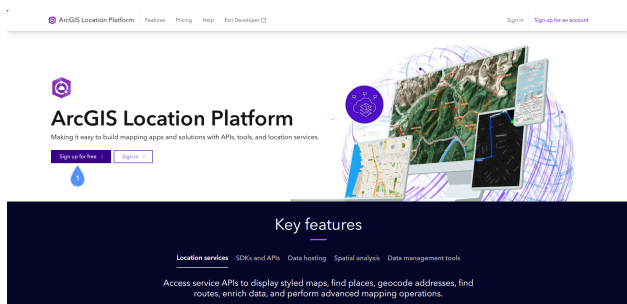 ArcGIS Location Platform Features Pricing Help Esri Developer Sign in Sign up for an account
ArcGIS Location Platform
Making it easy to build mapping apps and solutions with APIs, tools, and location services.
Sign up for free > Sign in >
1
Key features
Location services SDKs and APIs Data hosting Spatial analysis Data management tools
Access service APIs to display styled maps, find places, geocode addresses, find
routes, enrich data, and perform advanced mapping operations.